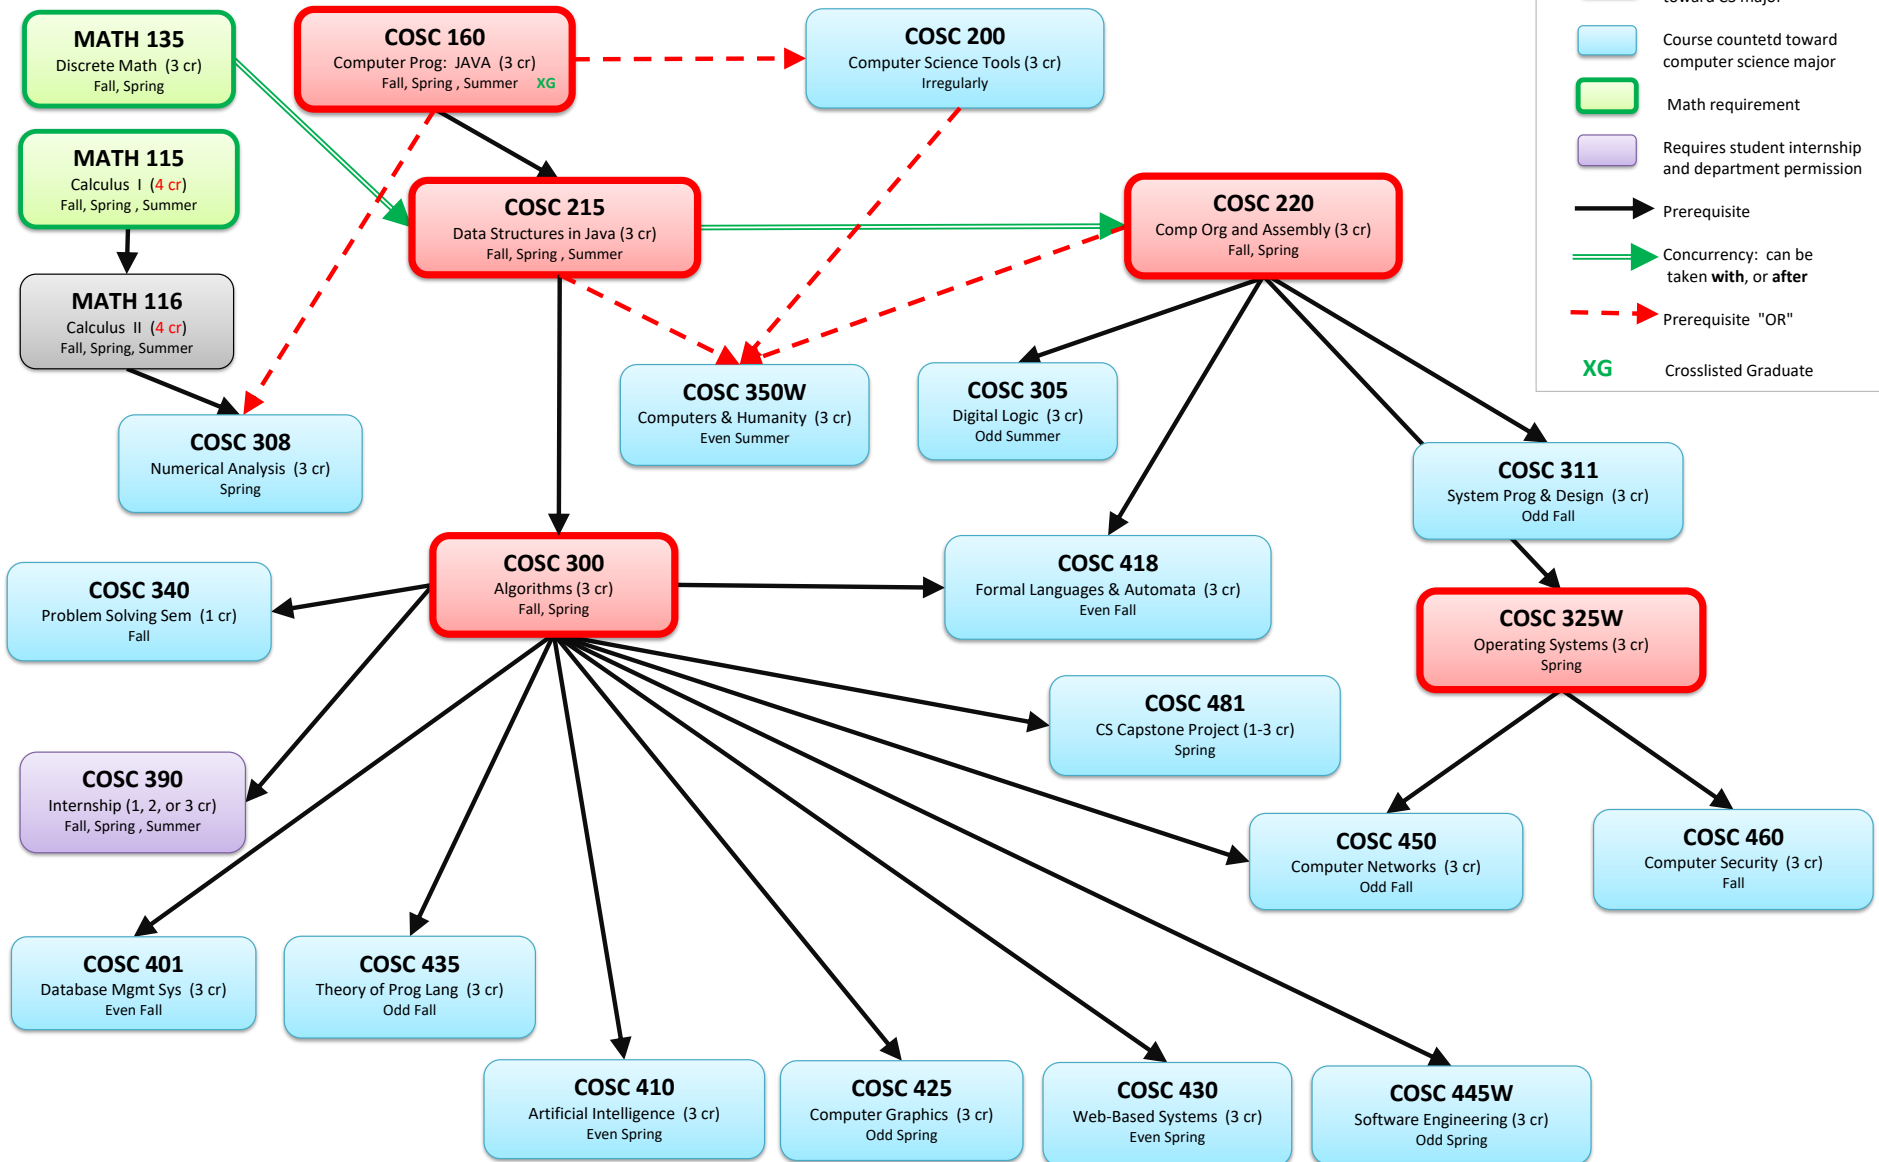 MATH 135
Discrete Math (3 cr)
Fall, Spring
COSC 160
Computer Prog: JAVA (3 cr)
Fall, Spring , Summer XG
COSC 200
Computer Science Tools (3 cr)
Irregularly
toward CS major
Course countetd toward
computer science major
Math requirement
Requires student internship
and department permission
Prerequisite
Concurrency: can be
taken with, or after
Prerequisite "OR"
XG Crosslisted Graduate
MATH 115
Calculus I (4 cr)
Fall, Spring , Summer
COSC 215
Data Structures in Java (3 cr)
Fall, Spring , Summer
COSC 220
Comp Org and Assembly (3 cr)
Fall, Spring
MATH 116
Calculus II (4 cr)
Fall, Spring, Summer
COSC 308
Numerical Analysis (3 cr)
Spring
COSC 350W
Computers & Humanity (3 cr)
Even Summer
COSC 305
Digital Logic (3 cr)
Odd Summer
COSC 311
System Prog & Design (3 cr)
Odd Fall
COSC 340
Problem Solving Sem (1 cr)
Fall
COSC 300
Algorithms (3 cr)
Fall, Spring
COSC 418
Formal Languages & Automata (3 cr)
Even Fall
COSC 325W
Operating Systems (3 cr)
Spring
COSC 481
CS Capstone Project (1-3 cr)
Spring
COSC 390
Internship (1, 2, or 3 cr)
Fall, Spring , Summer
COSC 450
Computer Networks (3 cr)
Odd Fall
COSC 460
Computer Security (3 cr)
Fall
COSC 401
Database Mgmt Sys (3 cr)
Even Fall
COSC 435
Theory of Prog Lang (3 cr)
Odd Fall
COSC 410
Artificial Intelligence (3 cr)
Even Spring
COSC 425
Computer Graphics (3 cr)
Odd Spring
COSC 430
Web-Based Systems (3 cr)
Even Spring
COSC 445W
Software Engineering (3 cr)
Odd Spring